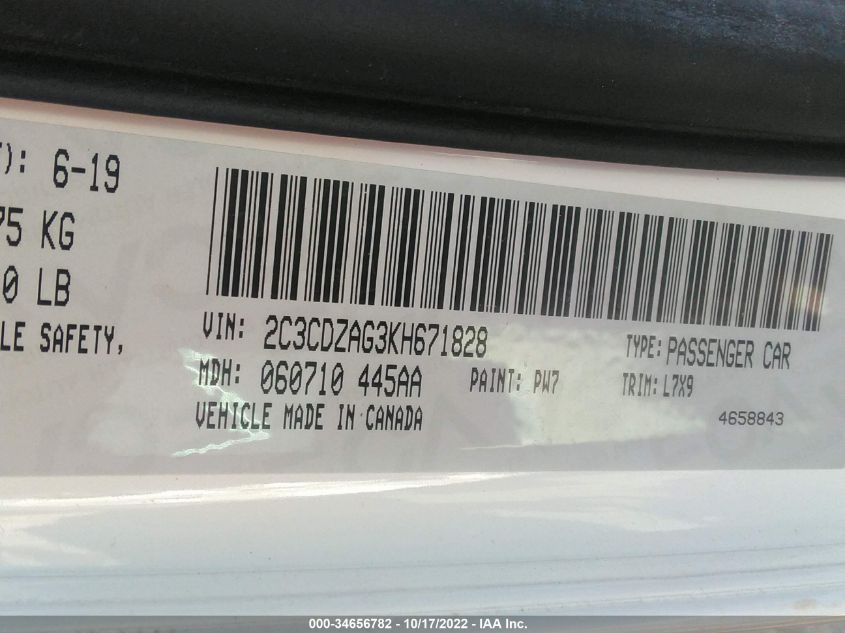 ): 6-19
75 KG
0 LB
LE SAFETY,
VIN: 2C3CDZAG3KH671828 TYPE: PASSENGER CAR
MDH: 060710 445AA PAINT: PW7 TRIM: L7X9
VEHICLE MADE IN CANADA 4658843
000-34656782 - 10/17/2022 - IAA Inc.